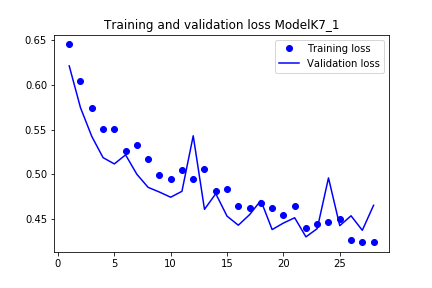 Training and validation loss ModelK7_1
Training loss
Validation loss
0.65
0.60
0.55
0.50
0.45
0 5 10 15 20 25